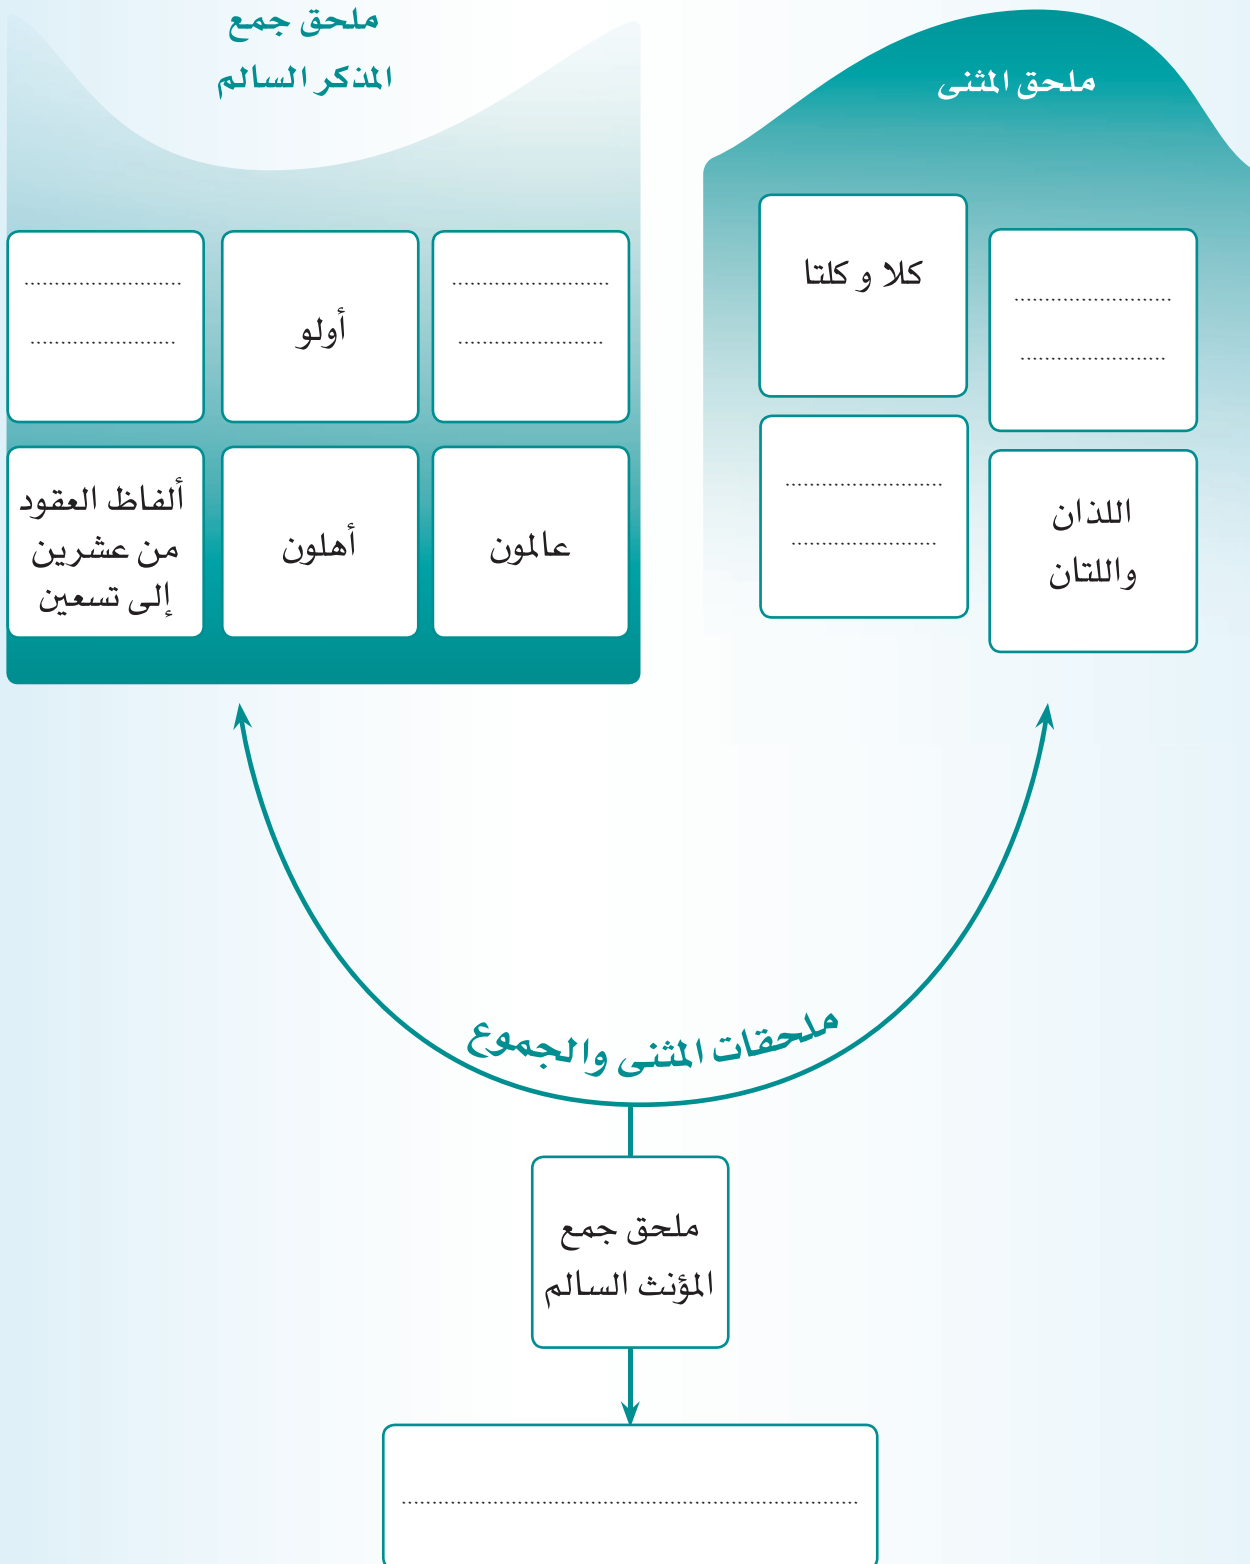 ملحق المثنى
كلا و كلتا
......................
......................
اللذان
واللتان
......................
......................
ملحق جمع
المذكر السالم
......................
......................
أولو
......................
......................
عالمون
أهلون
ألفاظ العقود
من عشرين
إلى تسعين
ملحقات المثنى والجموع
ملحق جمع
المؤنث السالم
............................................................